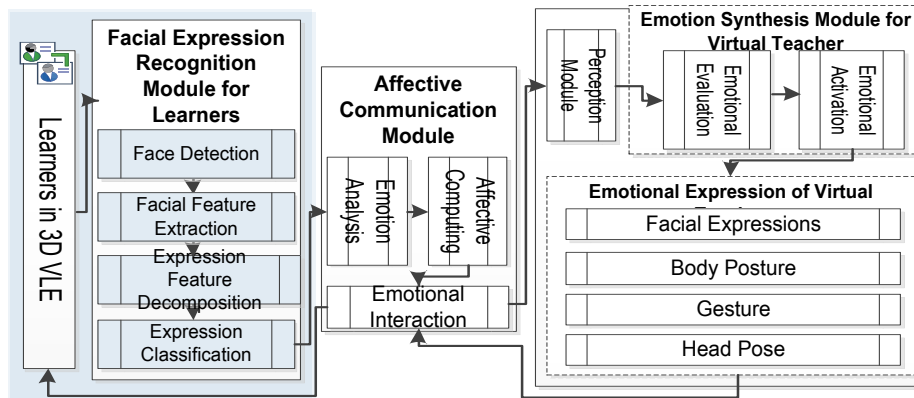 Learners in 3D VLE
Facial Expression
Recognition
Module for
Learners
Face Detection
Facial Feature
Extraction
Expression
Feature
Decomposition
Expression
Classification
Affective
Communication
Module
Emotion
Analysis
Affective
Computing
Emotional
Interaction
Perception
Module
Emotion Synthesis Module for
Virtual Teacher
Emotional
Evaluation
Emotional
Activation
Emotional Expression of Virtual
Facial Expressions
Body Posture
Gesture
Head Pose